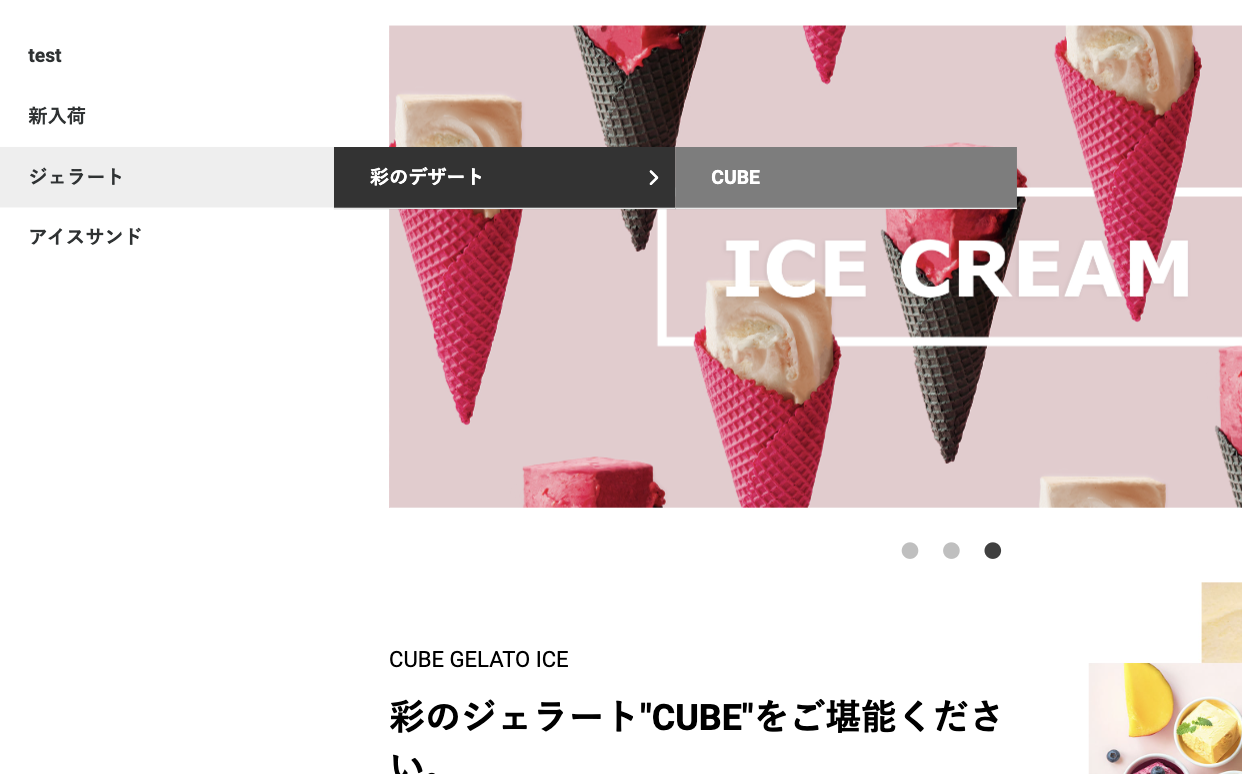 test
新入荷
ジェラート
彩のデザート
CUBE
アイスサンド
ICE CREAM
CUBE GELATO ICE
彩のジェラート"CUBE"をご堪能くださ
い。